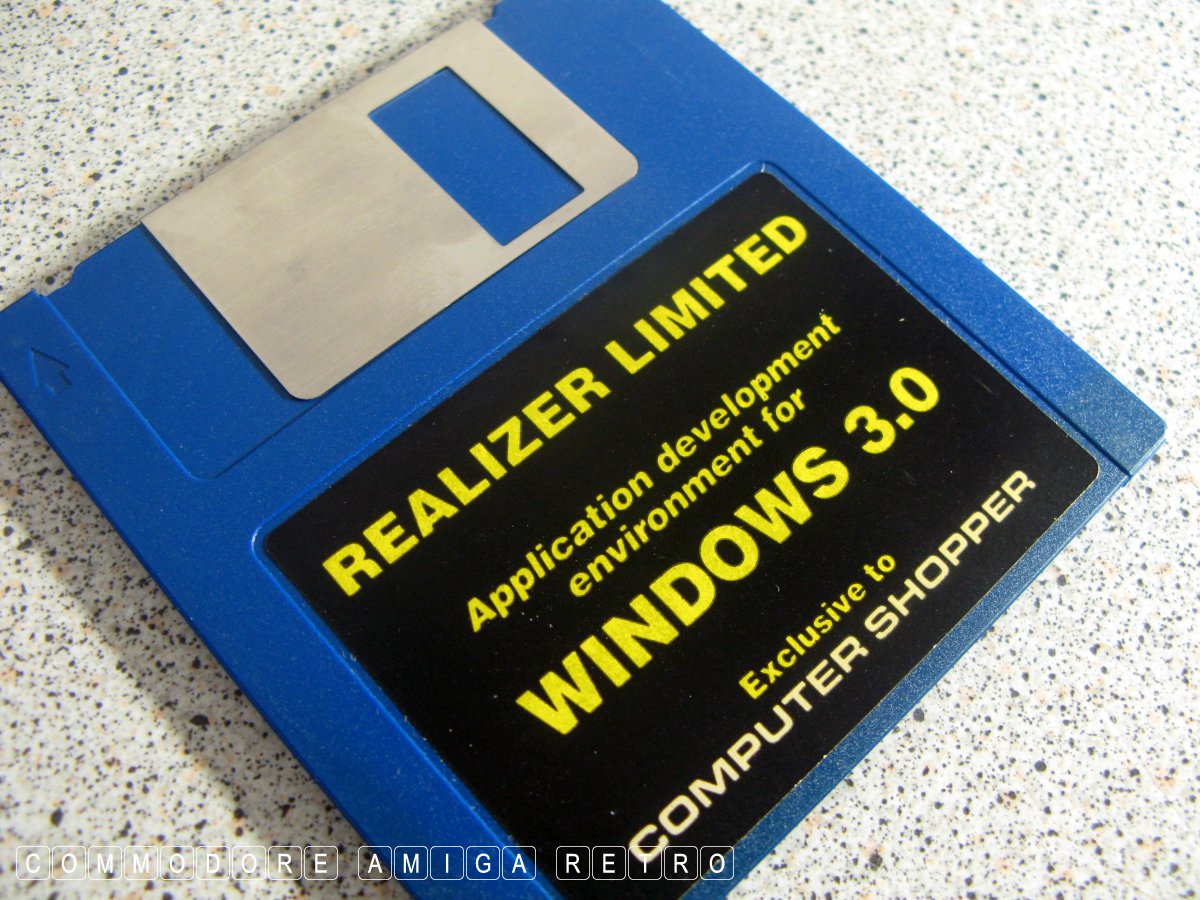 REALIZER LIMITED
Application development
environment for
WINDOWS 3.0
Exclusive to
COMPUTER SHOPPER
COMMODORE AMIGA RETRO